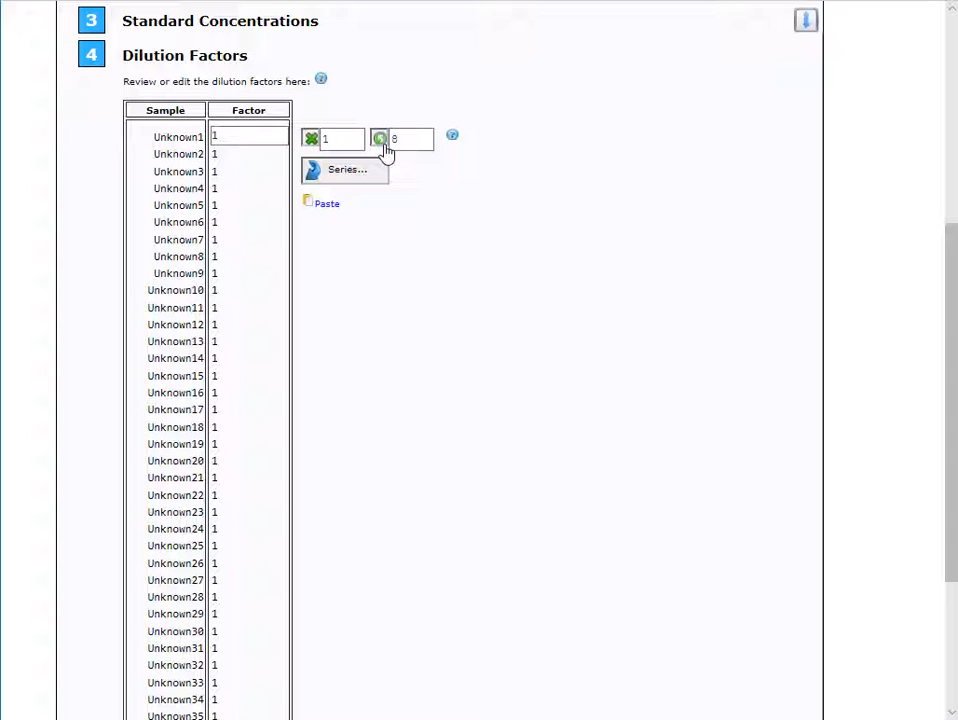 3 Standard Concentrations
4 Dilution Factors
Review or edit the dilution factors here:
Sample Factor
Unknown1 1 1 8
Unknown2 1
Series...
Unknown3 1
Unknown4 1
Unknown5 1 Paste
Unknown6 1
Unknown7 1
Unknown8 1
Unknown9 1
Unknown10 1
Unknown11 1
Unknown12 1
Unknown13 1
Unknown14 1
Unknown15 1
Unknown16 1
Unknown17 1
Unknown18 1
Unknown19 1
Unknown20 1
Unknown21 1
Unknown22 1
Unknown23 1
Unknown24 1
Unknown25 1
Unknown26 1
Unknown27 1
Unknown28 1
Unknown29 1
Unknown30 1
Unknown31 1
Unknown32 1
Unknown33 1
Unknown34 1
Unknown35 1